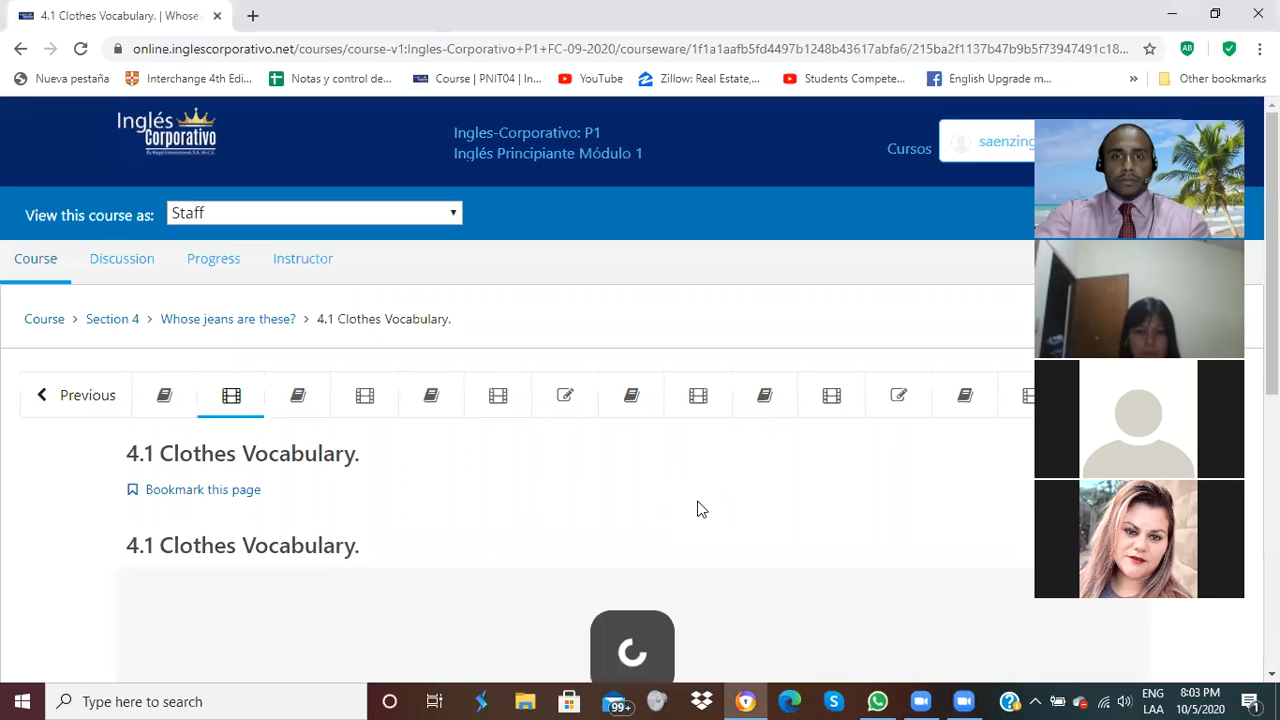 4.1 Clothes Vocabulary. | Whose
online.inglescorporativo.net/courses/course-v1:Ingles-Corporativo+P1+FC-09-2020/courseware/1f1a1aafb5fd4497b1248b43617abfa6/215ba2f1137b47b9b5f73947491c18...
Nueva pestaña
Interchange 4th Edi...
Notas y control de...
Course | PNIT04 | In...
YouTube
Zillow: Real Estate,...
Students Compete...
English Upgrade m...
»
Other bookmarks
Inglés
Corporativo
Ingles-Corporativo: P1
Inglés Principiante Módulo 1
Cursos
saenzing
View this course as:
Staff
Course
Discussion
Progress
Instructor
Course > Section 4 > Whose jeans are these? > 4.1 Clothes Vocabulary.
Previous
4.1 Clothes Vocabulary.
Bookmark this page
4.1 Clothes Vocabulary.
Type here to search
99+
ENG
LAA
8:03 PM
10/5/2020
1